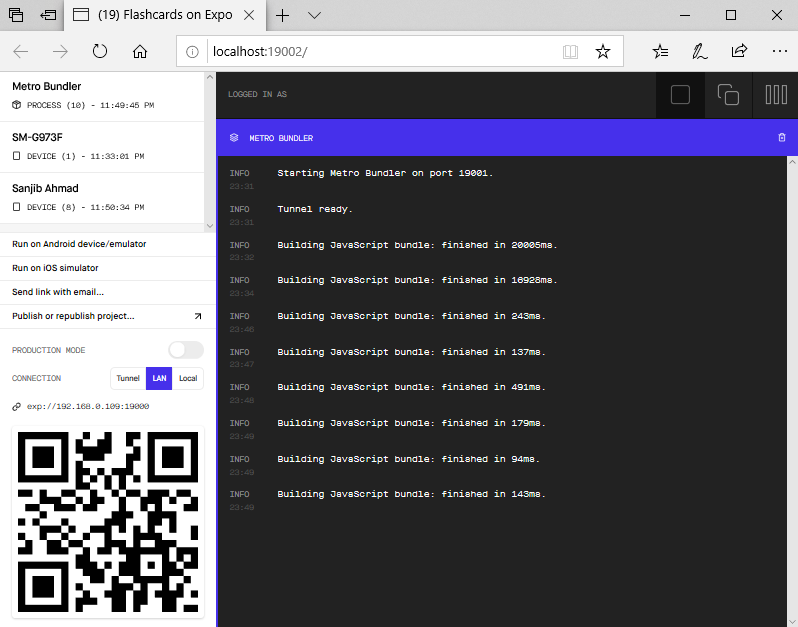 (19) Flashcards on Expo
localhost:19002/
Metro Bundler
PROCESS (10) - 11:49:45 PM
SM-G973F
DEVICE (1) - 11:33:01 PM
Sanjib Ahmad
DEVICE (8) - 11:50:34 PM
Run on Android device/emulator
Run on iOS simulator
Send link with email...
Publish or republish project...
PRODUCTION MODE
CONNECTION Tunnel LAN Local
exp://192.168.0.109:19000
LOGGED IN AS
METRO BUNDLER
INFO Starting Metro Bundler on port 19001.
23:31
INFO Tunnel ready.
23:31
INFO Building JavaScript bundle: finished in 20005ms.
23:32
INFO Building JavaScript bundle: finished in 16928ms.
23:34
INFO Building JavaScript bundle: finished in 243ms.
23:46
INFO Building JavaScript bundle: finished in 137ms.
23:47
INFO Building JavaScript bundle: finished in 491ms.
23:48
INFO Building JavaScript bundle: finished in 179ms.
23:49
INFO Building JavaScript bundle: finished in 94ms.
23:49
INFO Building JavaScript bundle: finished in 143ms.
23:49